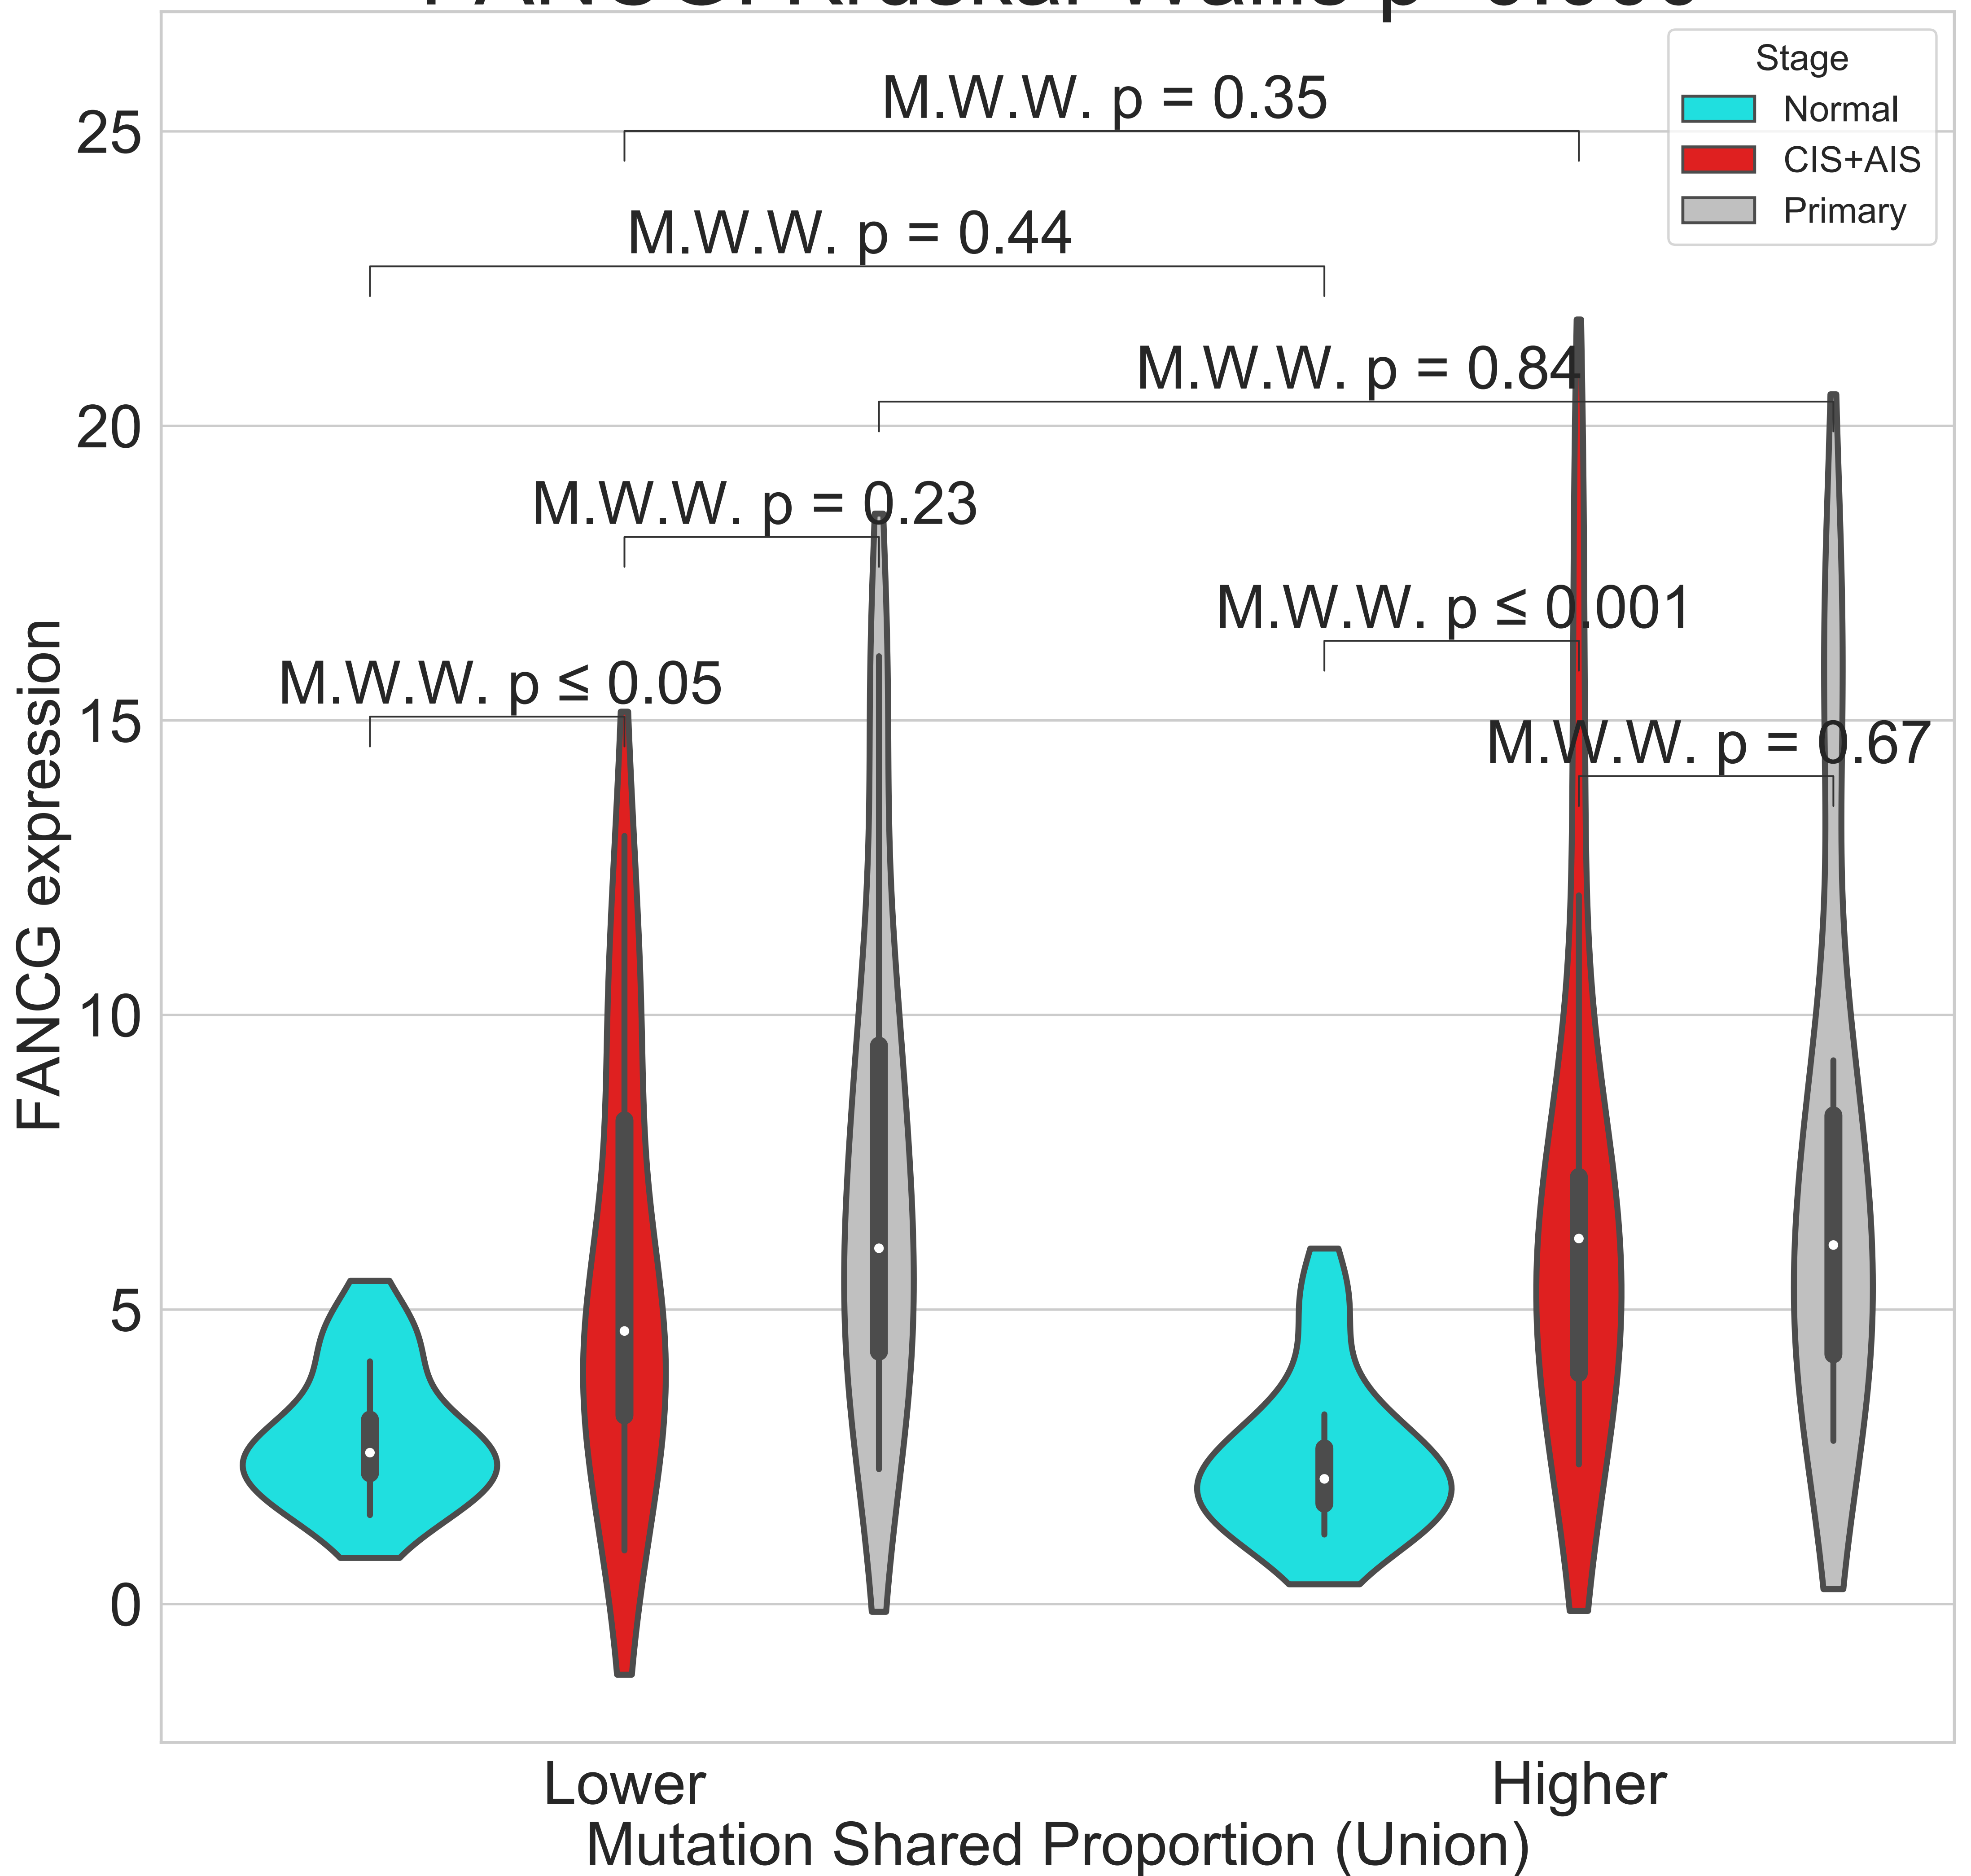 Stage
Normal
CIS+AIS
Primary
M.W.W. p = 0.35
M.W.W. p = 0.44
M.W.W. p = 0.84
M.W.W. p = 0.23
M.W.W. p ≤ 0.001
M.W.W. p ≤ 0.05
M.W.W. p = 0.67
25
20
15
10
5
0
FANCG expression
Lower
Higher
Mutation Shared Proportion (Union)